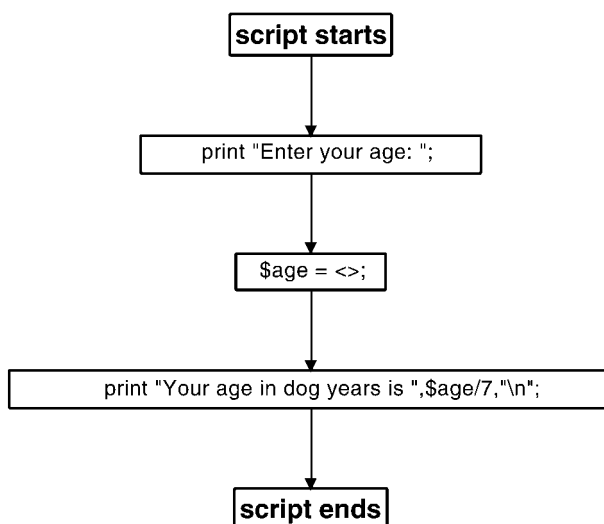 script starts
print "Enter your age: ";
$age = <>;
print "Your age in dog years is ",$age/7,"\n";
script ends